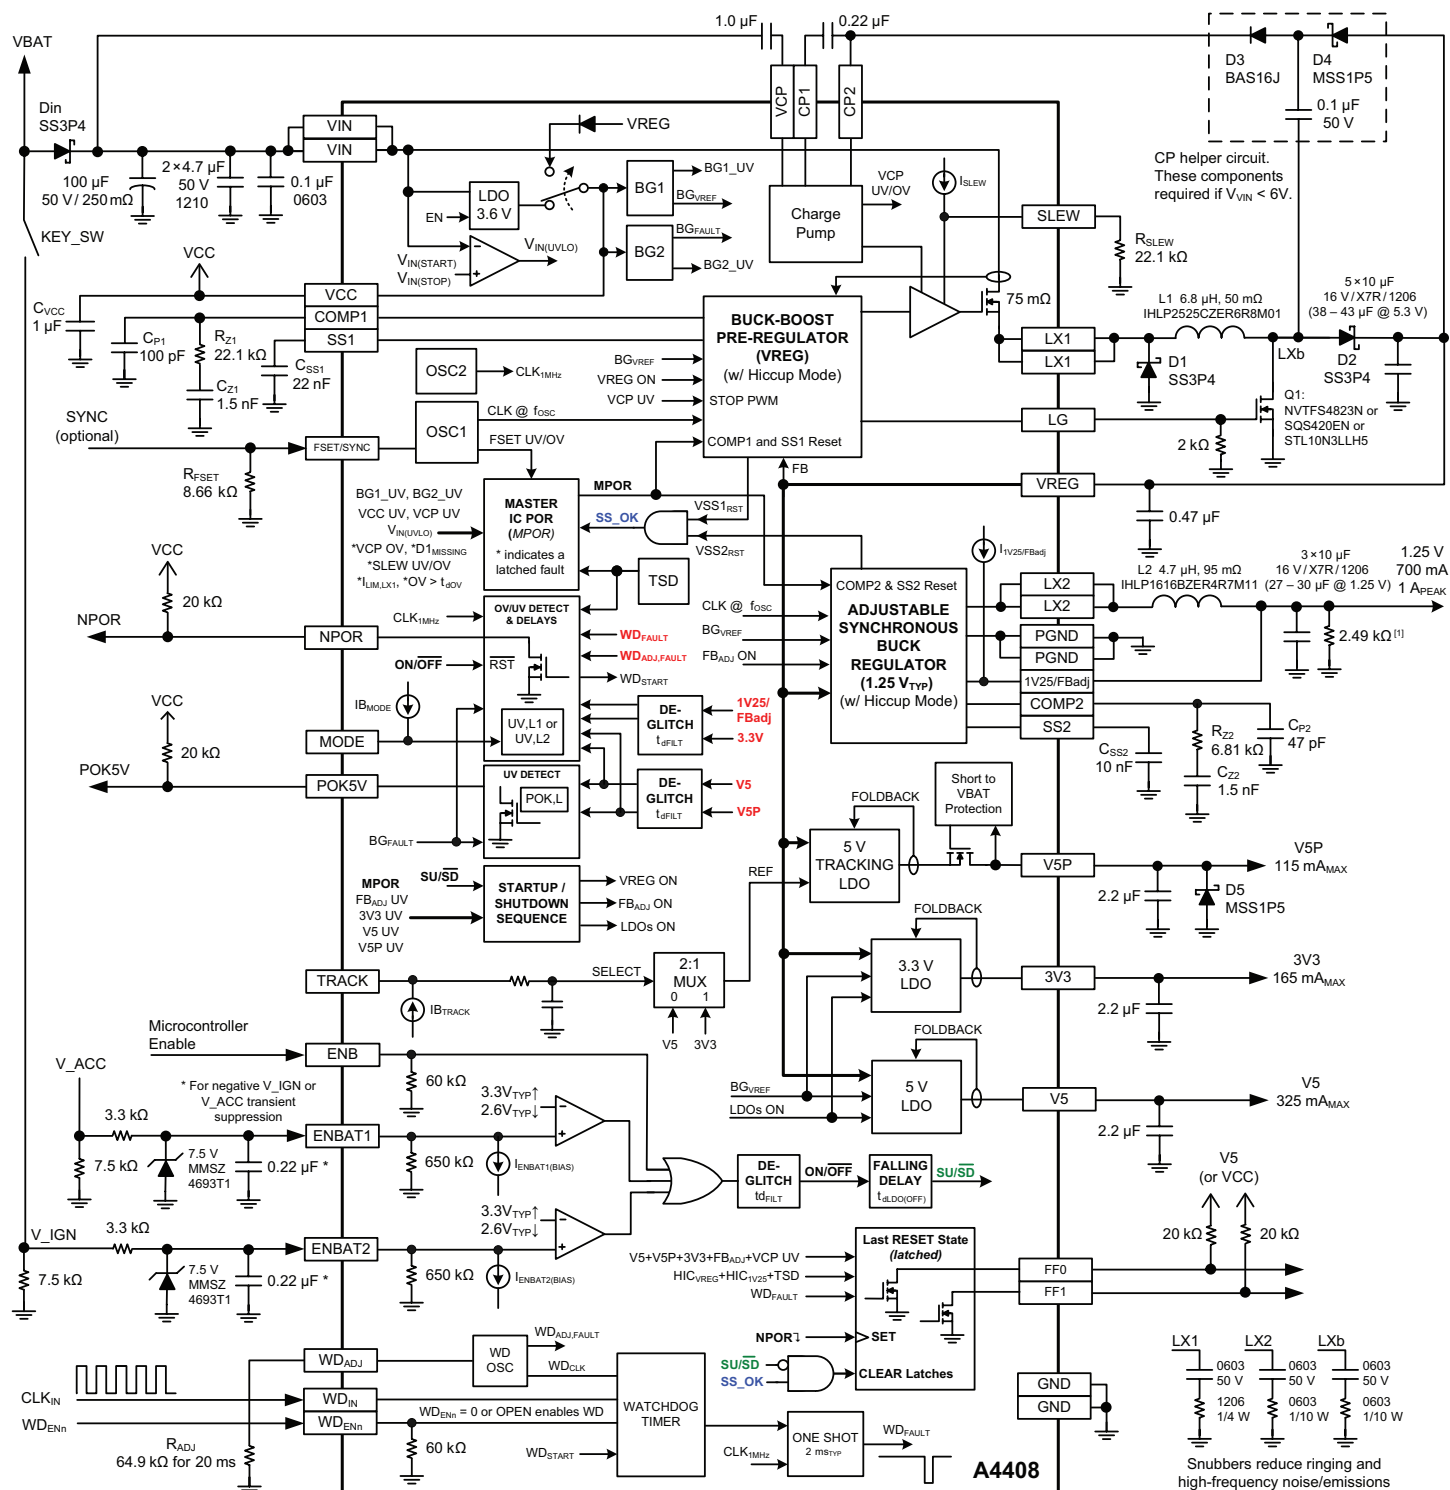 1.0 µF
0.22 µF
VBAT
Din
SS3P4
VIN
VIN
VREG
VCP
CP1
CP2
D3
BAS16J
D4
MSS1P5
0.1 µF
50 V
CP helper circuit.
These components
required if VVIN < 6V.
100 µF
50 V / 250 mΩ
2×4.7 µF
50 V
1210
0.1 µF
0603
KEY_SW
LDO
3.6 V
EN
BG1
BG1_UV
BGVREF
BG2
BGFAULT
BG2_UV
VIN(START)
VIN(STOP)
VIN(UVLO)
Charge
Pump
VCP
UV/OV
ISLEW
SLEW
RSLEW
22.1 kΩ
75 mΩ
VCC
VCC
COMP1
SS1
CVCC
1 µF
CP1
100 pF
RZ1
22.1 kΩ
CZ1
1.5 nF
CSS1
22 nF
BUCK-BOOST
PRE-REGULATOR
(VREG)
(w/ Hiccup Mode)
BGVREF
VREG ON
VCP UV
STOP PWM
COMP1 and SS1 Reset
FB
OSC2
CLK1MHz
OSC1
CLK @ fOSC
FSET UV/OV
LX1
LX1
L1 6.8 µH, 50 mΩ
IHLP2525CZER6R8M01
5×10 µF
16 V / X7R / 1206
(38 – 43 µF @ 5.3 V)
D1
SS3P4
LXb
D2
SS3P4
Q1:
NVTFS4823N or
SQS420EN or
STL10N3LLH5
LG
2 kΩ
SYNC
(optional)
FSET/SYNC
RFSET
8.66 kΩ
VREG
0.47 µF
BG1_UV, BG2_UV
VCC UV, VCP UV
VIN(UVLO)
*VCP OV, *D1MISSING
*SLEW UV/OV
*ILIM,LX1, *OV > tdOV
MASTER
IC POR
(MPOR)
* indicates a
latched fault
MPOR
SS_OK
VSS1RST
VSS2RST
TSD
I1V25/FBadj
VCC
20 kΩ
NPOR
NPOR
CLK1MHz
OV/UV DETECT
& DELAYS
WDFAULT
WDADJ,FAULT
WDSTART
ON/OFF
RST
IBMODE
MODE
UV,L1 or
UV,L2
DE-
GLITCH
tdFILT
1V25/
FBadj
3.3V
COMP2 & SS2 Reset
ADJUSTABLE
SYNCHRONOUS
BUCK
REGULATOR
(1.25 VTYP)
(w/ Hiccup Mode)
CLK @ fOSC
BGVREF
FBADJ ON
LX2
LX2
PGND
PGND
1V25/FBadj
COMP2
SS2
L2 4.7 µH, 95 mΩ
IHLP1616BZER4R7M11
3×10 µF
16 V / X7R / 1206
(27 – 30 µF @ 1.25 V)
1.25 V
700 mA
1 APEAK
2.49 kΩ [1]
CSS2
10 nF
RZ2
6.81 kΩ
CZ2
1.5 nF
CP2
47 pF
VCC
20 kΩ
POK5V
POK5V
UV DETECT
POK,L
BGFAULT
DE-
GLITCH
tdFILT
V5
V5P
Short to
VBAT
Protection
FOLDBACK
5 V
TRACKING
LDO
REF
V5P
V5P
115 mAMAX
2.2 µF
D5
MSS1P5
MPOR
FBADJ UV
3V3 UV
V5 UV
V5P UV
SU/SD
STARTUP /
SHUTDOWN
SEQUENCE
VREG ON
FBADJ ON
LDOs ON
FOLDBACK
3.3 V
LDO
3V3
3V3
165 mAMAX
2.2 µF
TRACK
IBTRACK
SELECT
2:1
MUX
0 1
V5 3V3
Microcontroller
Enable
ENB
60 kΩ
FOLDBACK
5 V
LDO
BGVREF
LDOs ON
V5
V5
325 mAMAX
2.2 µF
V_ACC
* For negative V_IGN or
V_ACC transient
suppression
3.3 kΩ
7.5 kΩ
7.5 V
MMSZ
4693T1
0.22 µF *
ENBAT1
650 kΩ
IENBAT1(BIAS)
3.3VTYP↑
2.6VTYP↓
DE-
GLITCH
tdFILT
ON/OFF
FALLING
DELAY
tdLDO(OFF)
SU/SD
V5
(or VCC)
20 kΩ
20 kΩ
V_IGN
3.3 kΩ
7.5 kΩ
7.5 V
MMSZ
4693T1
0.22 µF *
ENBAT2
650 kΩ
IENBAT2(BIAS)
3.3VTYP↑
2.6VTYP↓
Last RESET State
(latched)
V5+V5P+3V3+FBADJ+VCP UV
HICVREG+HIC1V25+TSD
WDFAULT
NPOR
SET
SU/SD
SS_OK
CLEAR Latches
FF0
FF1
WDADJ
WD
OSC
WDADJ,FAULT
WDCLK
CLKIN
WDIN
WDENn
WDENn
WDENn = 0 or OPEN enables WD
60 kΩ
RADJ
64.9 kΩ for 20 ms
WDSTART
WATCHDOG
TIMER
CLK1MHz
ONE SHOT
2 msTYP
WDFAULT
GND
GND
A4408
LX1
0603
50 V
1206
1/4 W
LX2
0603
50 V
0603
1/10 W
LXb
0603
50 V
0603
1/10 W
Snubbers reduce ringing and
high-frequency noise/emissions